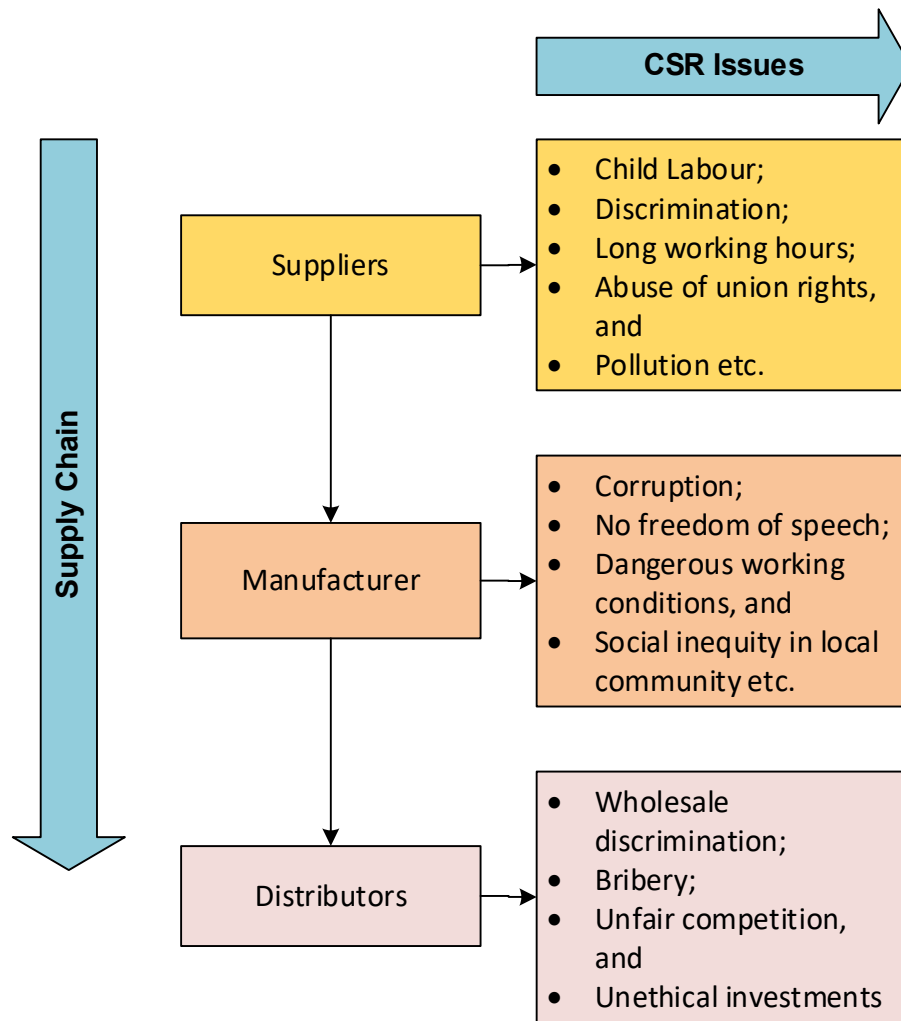 CSR Issues
Supply Chain
Suppliers
• Child Labour;
• Discrimination;
• Long working hours;
• Abuse of union rights,
and
• Pollution etc.
Manufacturer
• Corruption;
• No freedom of speech;
• Dangerous working
conditions, and
• Social inequity in local
community etc.
Distributors
• Wholesale
discrimination;
• Bribery;
• Unfair competition,
and
• Unethical investments